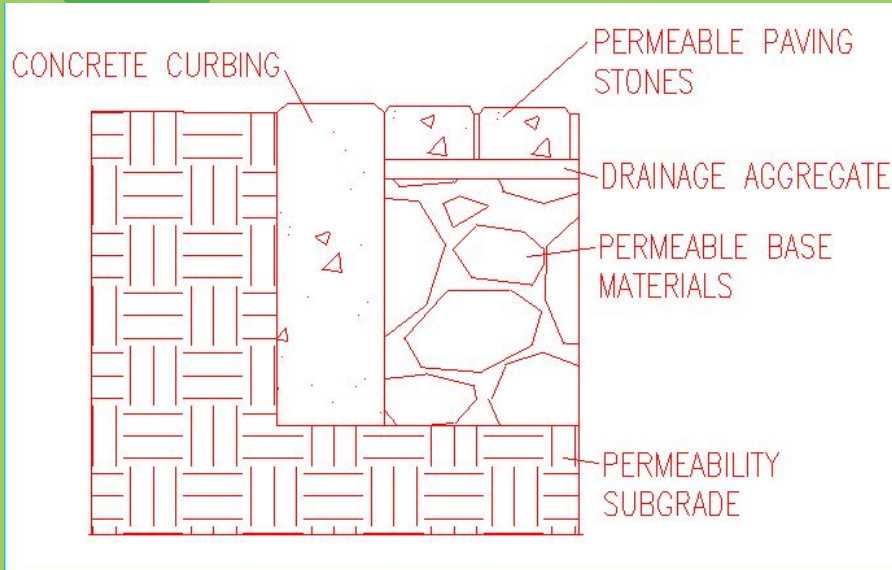 CONCRETE CURBING
PERMEABLE PAVING
STONES
DRAINAGE AGGREGATE
PERMEABLE BASE
MATERIALS
PERMEABILITY
SUBGRADE